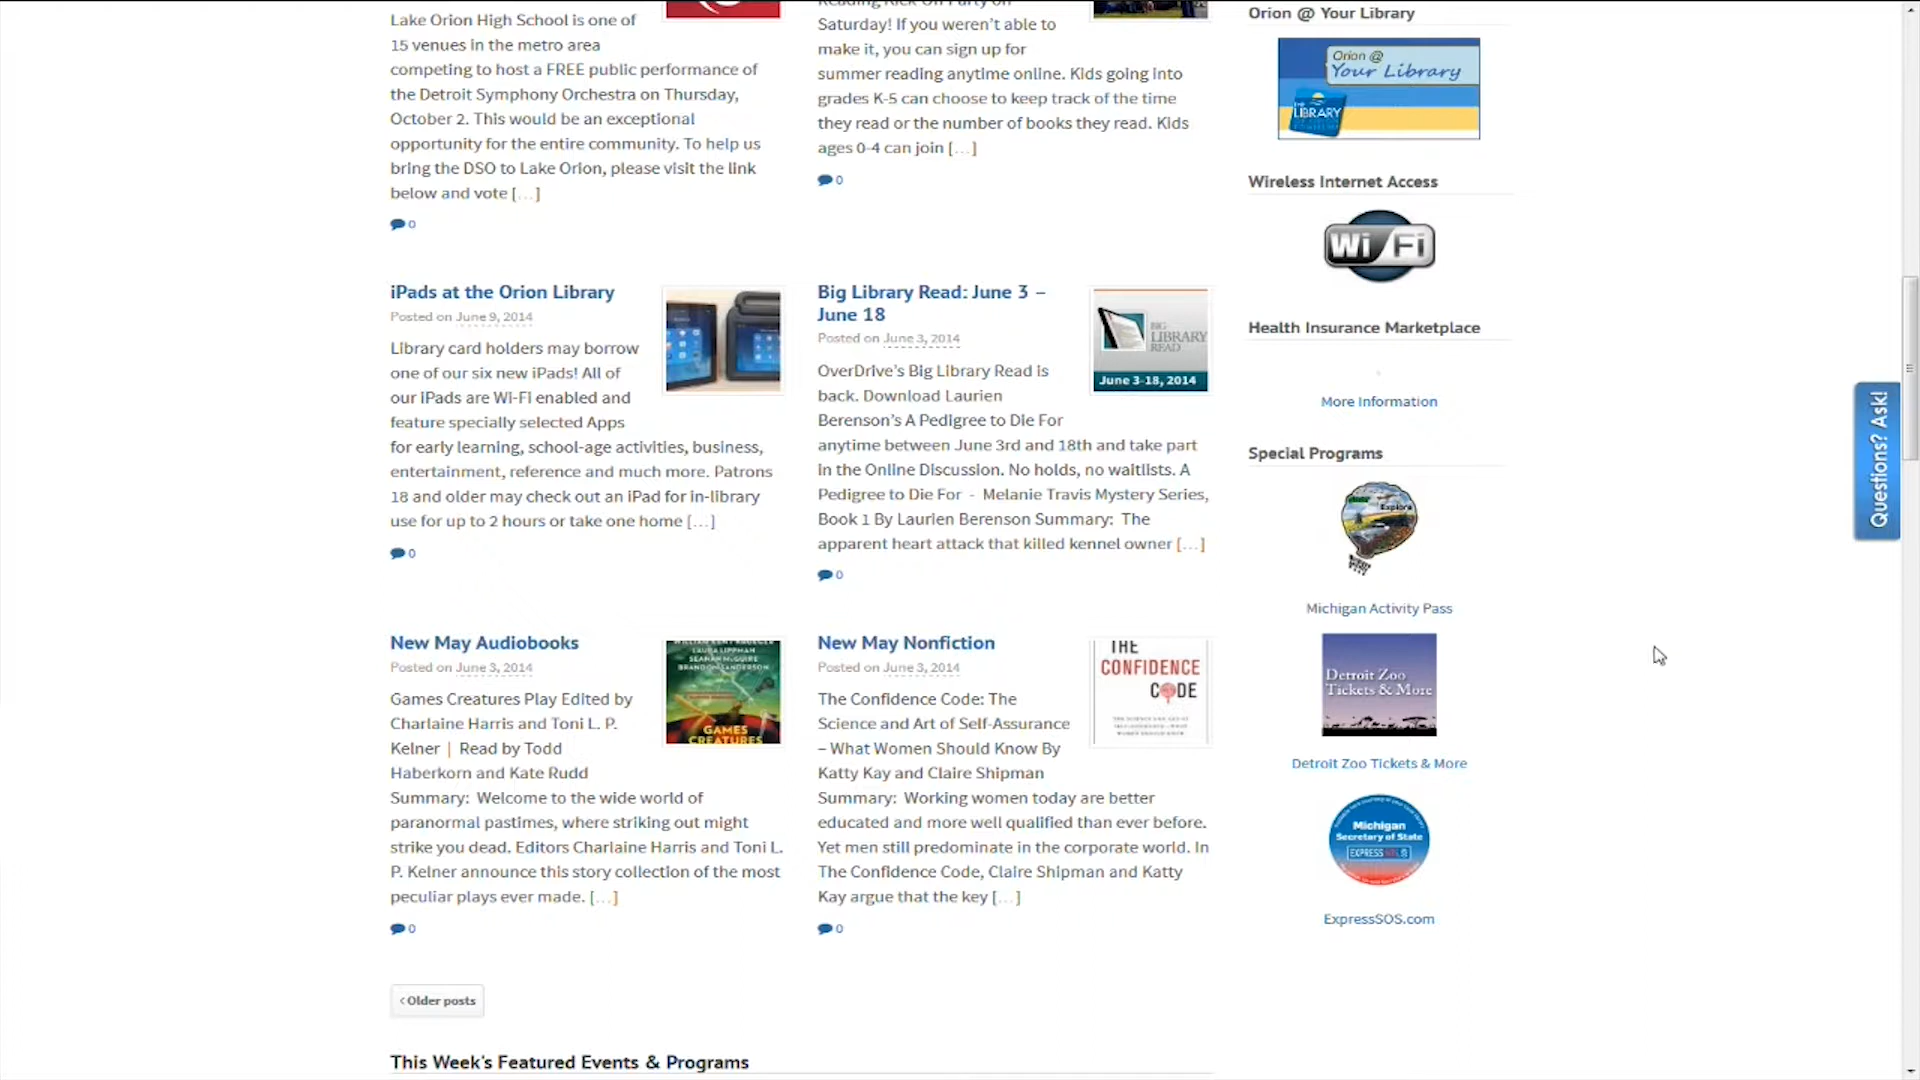 Lake Orion High School is one of
15 venues in the metro area
competing to host a FREE public performance of
the Detroit Symphony Orchestra on Thursday,
October 2. This would be an exceptional
opportunity for the entire community. To help us
bring the DSO to Lake Orion, please visit the link
below and vote [...]
0
Reading Kick Off Party on
Saturday! If you weren't able to
make it, you can sign up for
summer reading anytime online. Kids going into
grades K-5 can choose to keep track of the time
they read or the number of books they read. Kids
ages 0-4 can join [...]
0
iPads at the Orion Library
Posted on June 9, 2014
Library card holders may borrow
one of our six new iPads! All of
our iPads are Wi-Fi enabled and
feature specially selected Apps
for early learning, school-age activities, business,
entertainment, reference and much more. Patrons
18 and older may check out an iPad for in-library
use for up to 2 hours or take one home [...]
0
Big Library Read: June 3 –
June 18
Posted on June 3, 2014
BIG
LIBRARY
READ
June 3-18, 2014
OverDrive's Big Library Read is
back. Download Laurien
Berenson's A Pedigree to Die For
anytime between June 3rd and 18th and take part
in the Online Discussion. No holds, no waitlists. A
Pedigree to Die For - Melanie Travis Mystery Series,
Book 1 By Laurien Berenson Summary: The
apparent heart attack that killed kennel owner [...]
0
New May Audiobooks
Posted on June 3, 2014
LAURA LIPPMAN
SEANAN McGUIRE
BRANDON SANDERSON
GAMES
CREATURES
Games Creatures Play Edited by
Charlaine Harris and Toni L. P.
Kelner | Read by Todd
Haberkorn and Kate Rudd
Summary: Welcome to the wide world of
paranormal pastimes, where striking out might
strike you dead. Editors Charlaine Harris and Toni L.
P. Kelner announce this story collection of the most
peculiar plays ever made. [...]
0
New May Nonfiction
Posted on June 3, 2014
THE
CONFIDENCE
CODE
The Confidence Code: The
Science and Art of Self-Assurance
– What Women Should Know By
Katty Kay and Claire Shipman
Summary: Working women today are better
educated and more well qualified than ever before.
Yet men still predominate in the corporate world. In
The Confidence Code, Claire Shipman and Katty
Kay argue that the key [...]
0
‹ Older posts
This Week's Featured Events & Programs
Orion @ Your Library
Orion @
Your Library
THE
LIBRARY
Wireless Internet Access
Wi Fi
Health Insurance Marketplace
More Information
Special Programs
Explore
Michigan Activity Pass
Detroit Zoo
Tickets & More
Detroit Zoo Tickets & More
Michigan
Secretary of State
EXPRESS SOS
ExpressSOS.com
Questions? Ask!